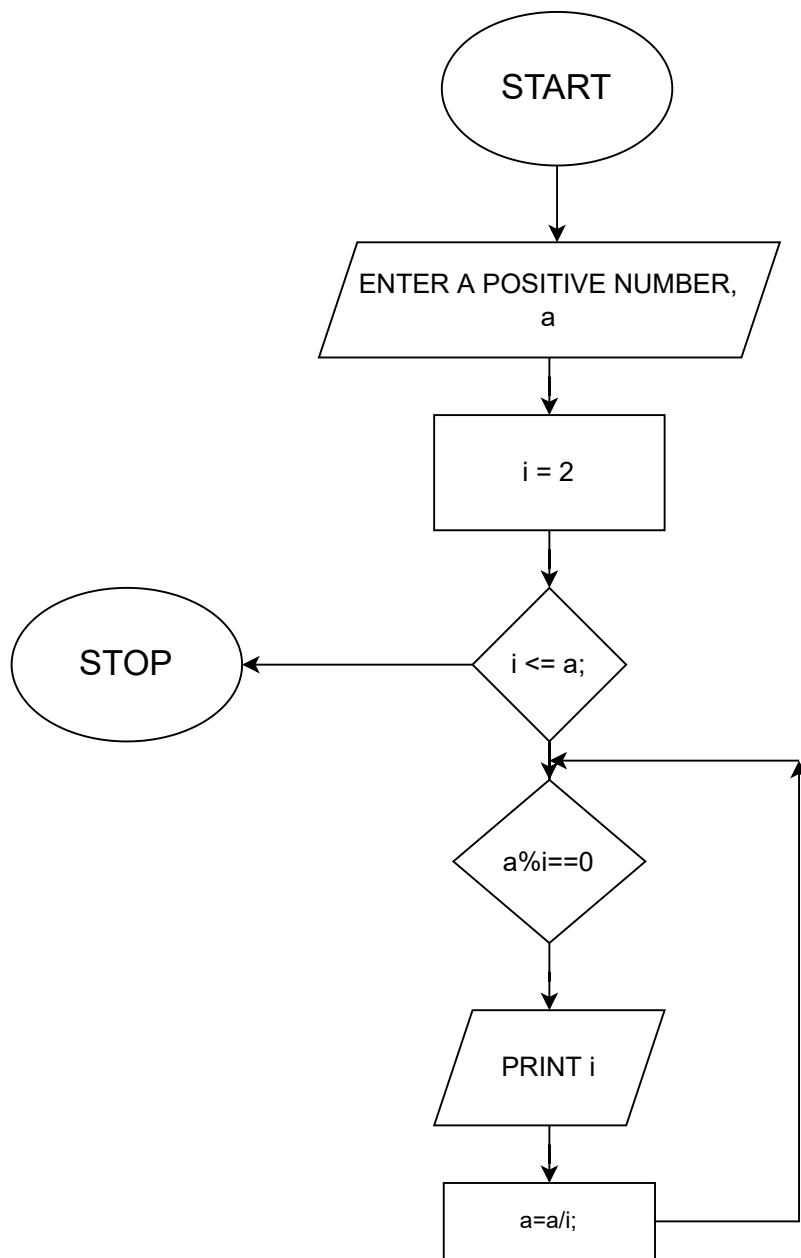 START
ENTER A POSITIVE NUMBER,
a
i = 2
STOP
i <= a;
a%i==0
PRINT i
a=a/i;